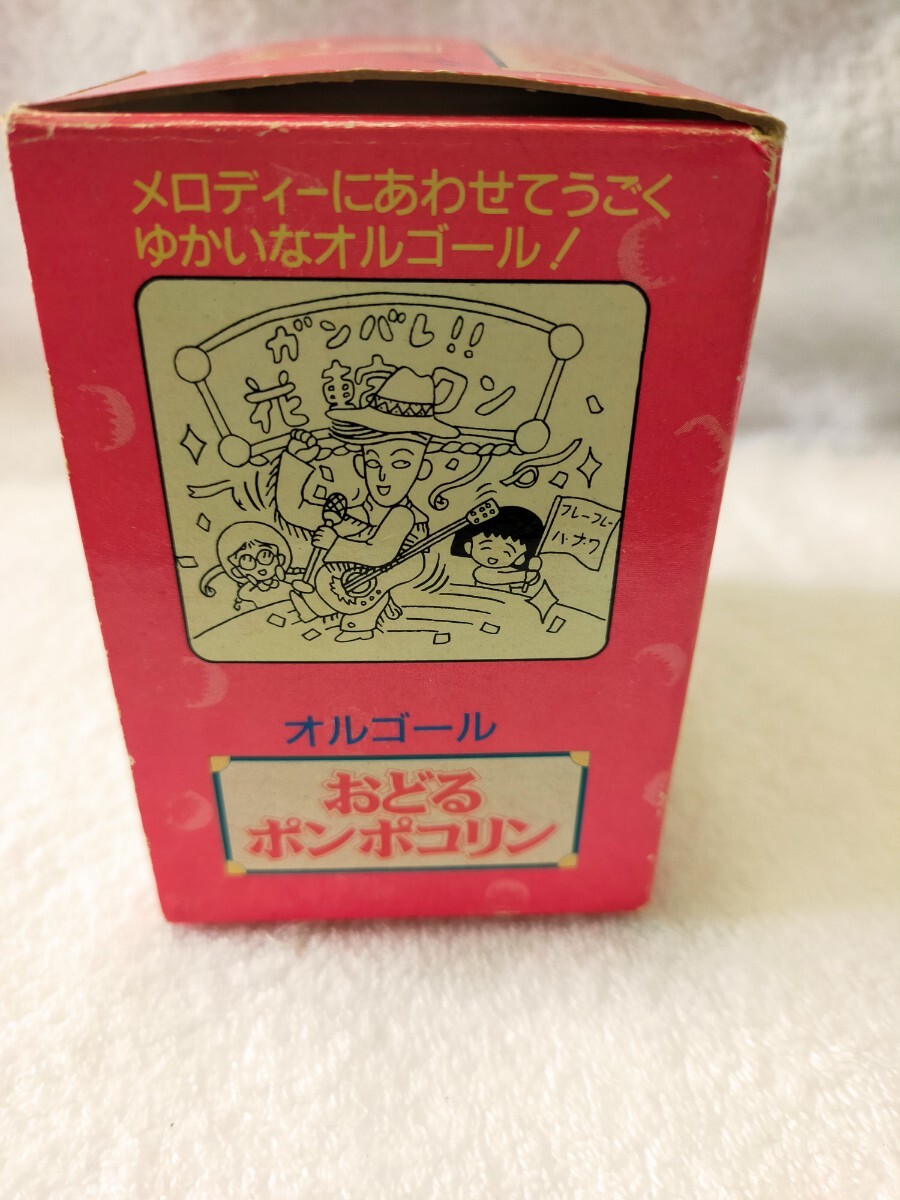 メロディーにあわせてうごく
ゆかいなオルゴール!
ガンバレ!!
花輪クン
フレーフレー
ハ・ナ・ワ
オルゴール
おどる
ポンポコリン